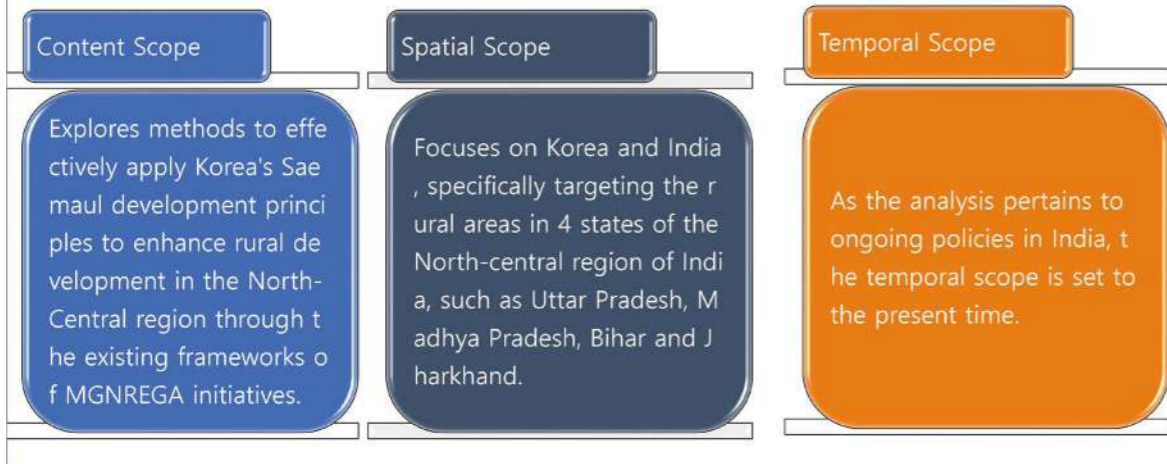 Content Scope
Explores methods to effe
ctively apply Korea's Sae
maul development princi
ples to enhance rural de
velopment in the North-
Central region through t
he existing frameworks o
f MGNREGA initiatives.
Spatial Scope
Focuses on Korea and India
, specifically targeting the r
ural areas in 4 states of the
North-central region of Indi
a, such as Uttar Pradesh, M
adhya Pradesh, Bihar and J
harkhand.
Temporal Scope
As the analysis pertains to
ongoing policies in India, t
he temporal scope is set to
the present time.